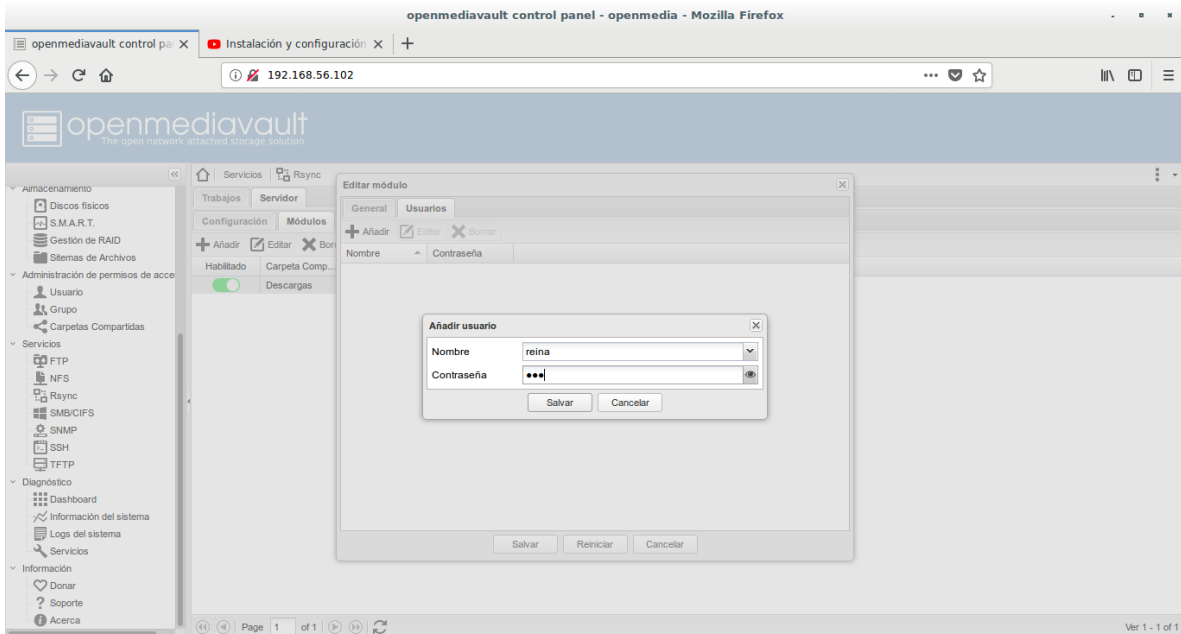 openmediavault control panel - openmedia - Mozilla Firefox
openmediavault control pa
Instalación y configuración
192.168.56.102
openmediavault
The open network attached storage solution
Almacenamiento
Discos físicos
S.M.A.R.T.
Gestión de RAID
Sitemas de Archivos
Administración de permisos de acce
Usuario
Grupo
Carpetas Compartidas
Servicios
FTP
NFS
Rsync
SMB/CIFS
SNMP
SSH
TFTP
Diagnóstico
Dashboard
Información del sistema
Logs del sistema
Servicios
Información
Donar
Soporte
Acerca
Servicios Rsync
Trabajos Servidor
Configuración Módulos
Añadir Editar Borr
Habilitado Carpeta Comp...
Descargas
Editar módulo
General Usuarios
Añadir Editar Borrar
Nombre Contraseña
Añadir usuario
Nombre reina
Contraseña •••
Salvar Cancelar
Salvar Reiniciar Cancelar
Page 1 of 1
Ver 1 - 1 of 1